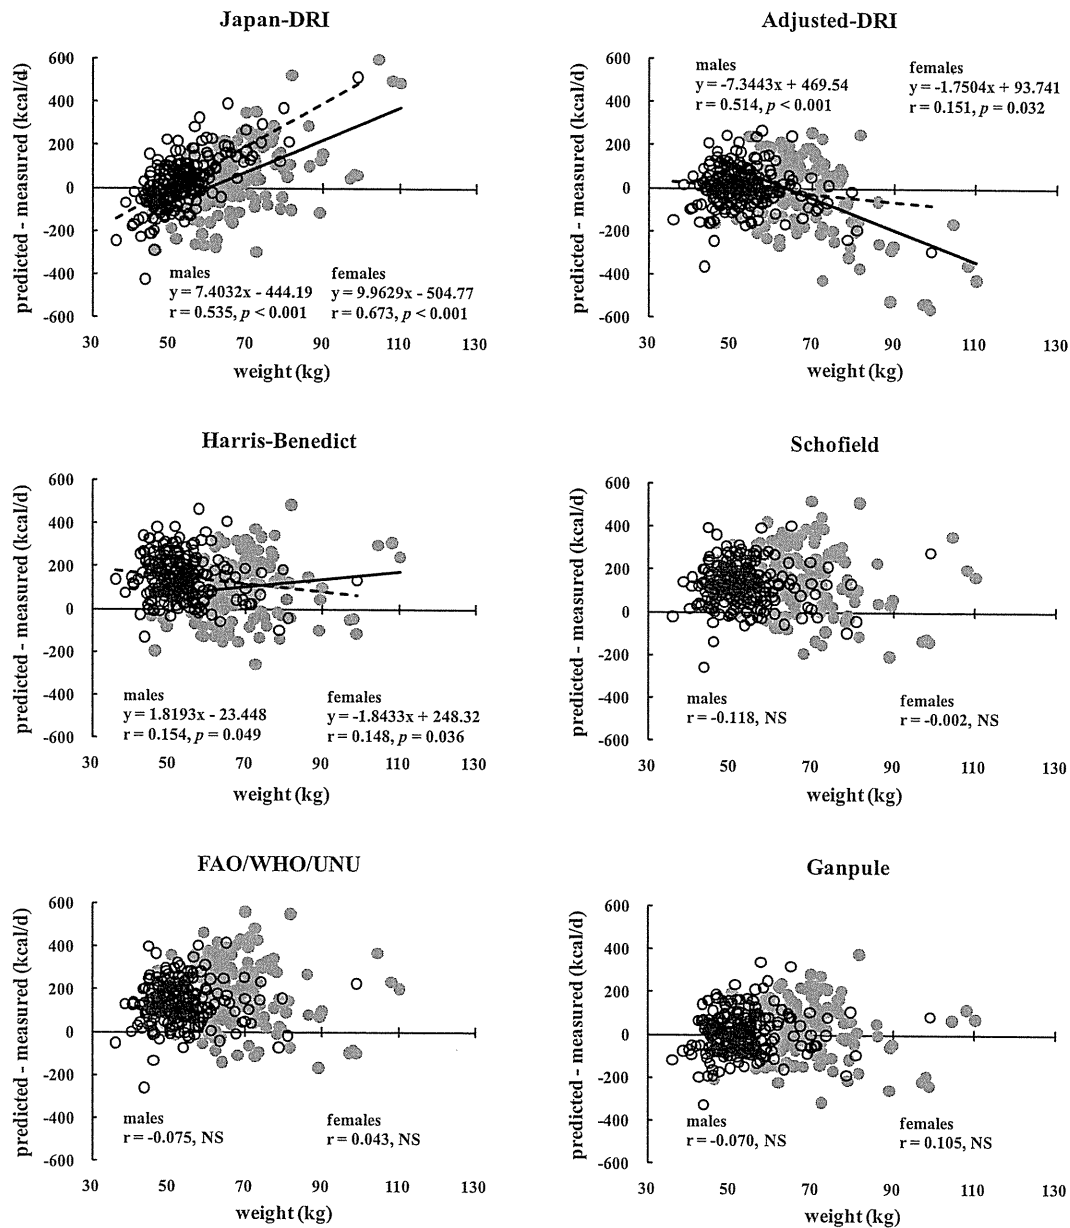 Japan-DRI
predicted - measured (kcal/d)
600
400
200
0
-200
-400
-600
males
y = 7.4032x - 444.19
r = 0.535, p < 0.001
females
y = 9.9629x - 504.77
r = 0.673, p < 0.001
30 50 70 90 110 130
weight (kg)
Adjusted-DRI
predicted - measured (kcal/d)
600
400
200
0
-200
-400
-600
males
y = -7.3443x + 469.54
r = 0.514, p < 0.001
females
y = -1.7504x + 93.741
r = 0.151, p = 0.032
30 50 70 90 110 130
weight (kg)
Harris-Benedict
predicted - measured (kcal/d)
600
400
200
0
-200
-400
-600
males
y = 1.8193x - 23.448
r = 0.154, p = 0.049
females
y = -1.8433x + 248.32
r = 0.148, p = 0.036
30 50 70 90 110 130
weight (kg)
Schofield
predicted - measured (kcal/d)
600
400
200
0
-200
-400
-600
males
r = -0.118, NS
females
r = -0.002, NS
30 50 70 90 110 130
weight (kg)
FAO/WHO/UNU
predicted - measured (kcal/d)
600
400
200
0
-200
-400
-600
males
r = -0.075, NS
females
r = 0.043, NS
30 50 70 90 110 130
weight (kg)
Ganpule
predicted - measured (kcal/d)
600
400
200
0
-200
-400
-600
males
r = -0.070, NS
females
r = 0.105, NS
30 50 70 90 110 130
weight (kg)